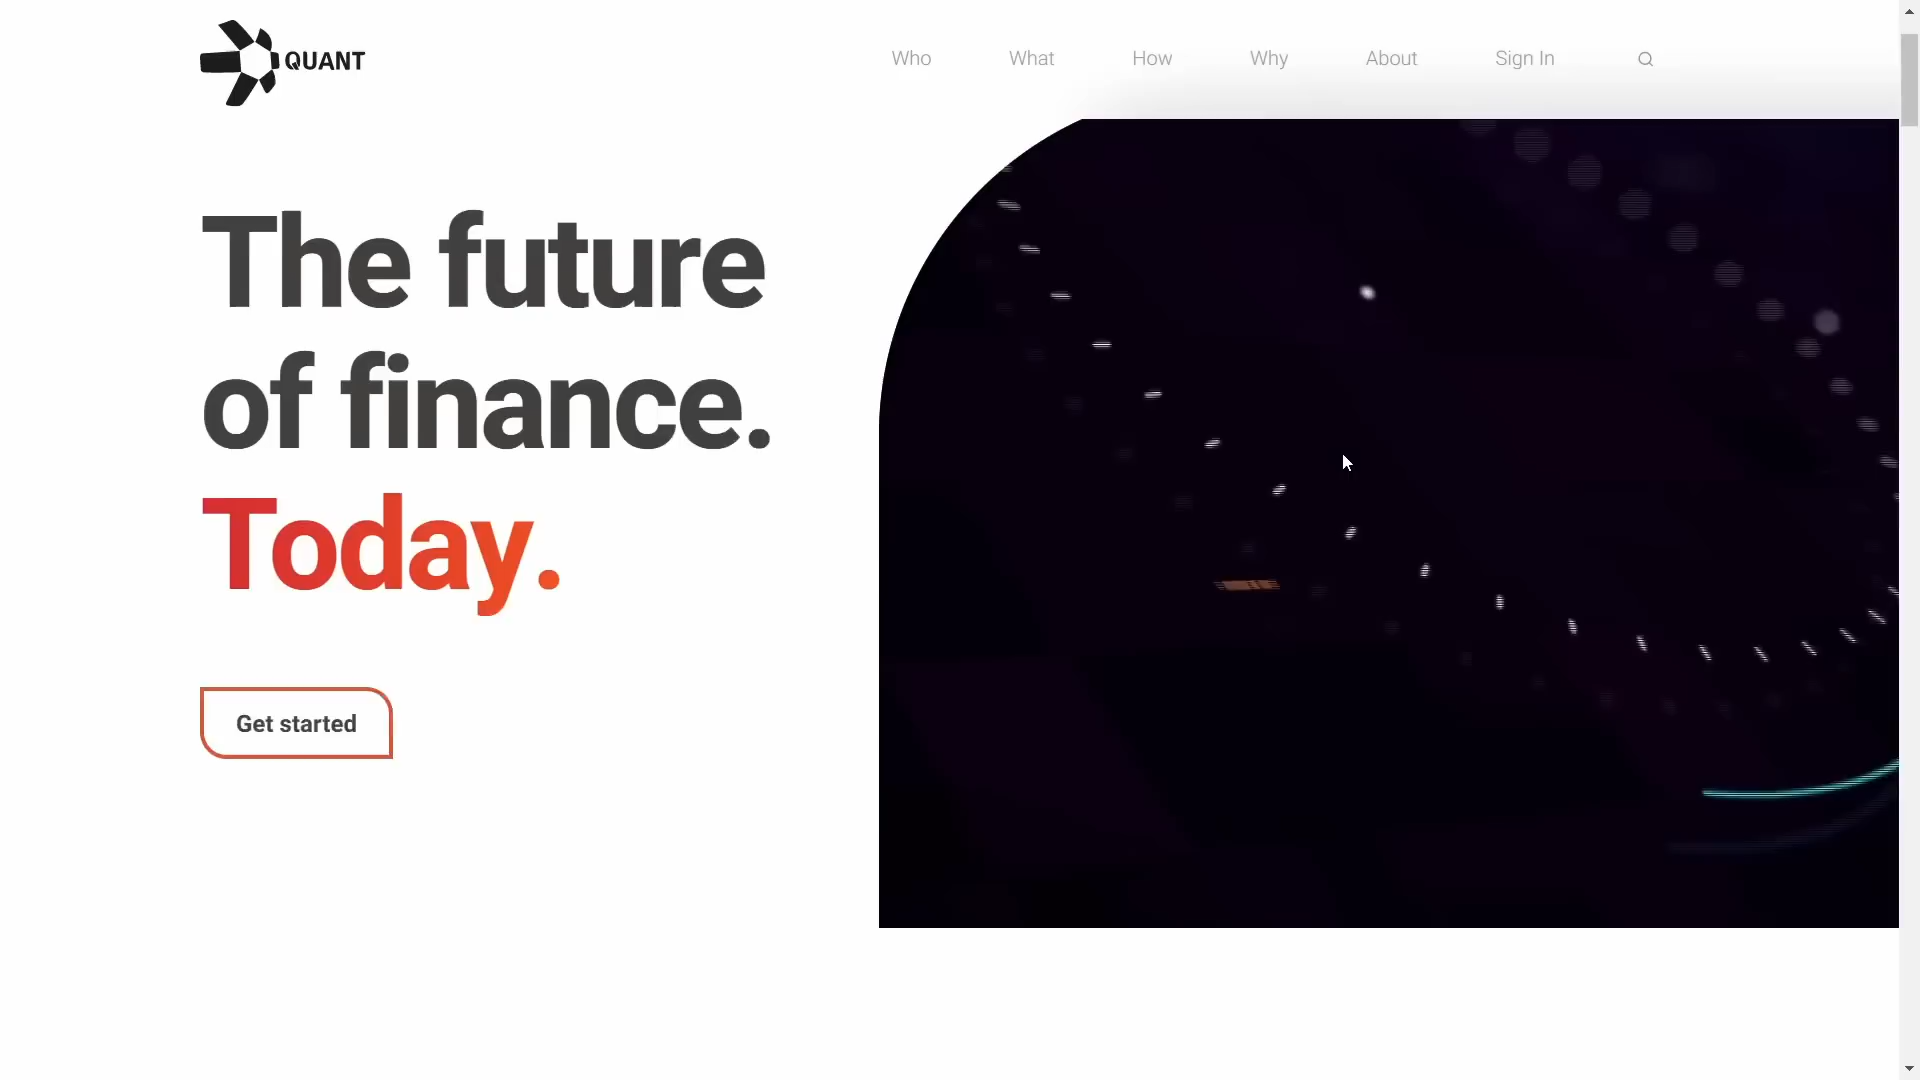 QUANT
Who What How Why About Sign In
The future
of finance.
Today.
Get started